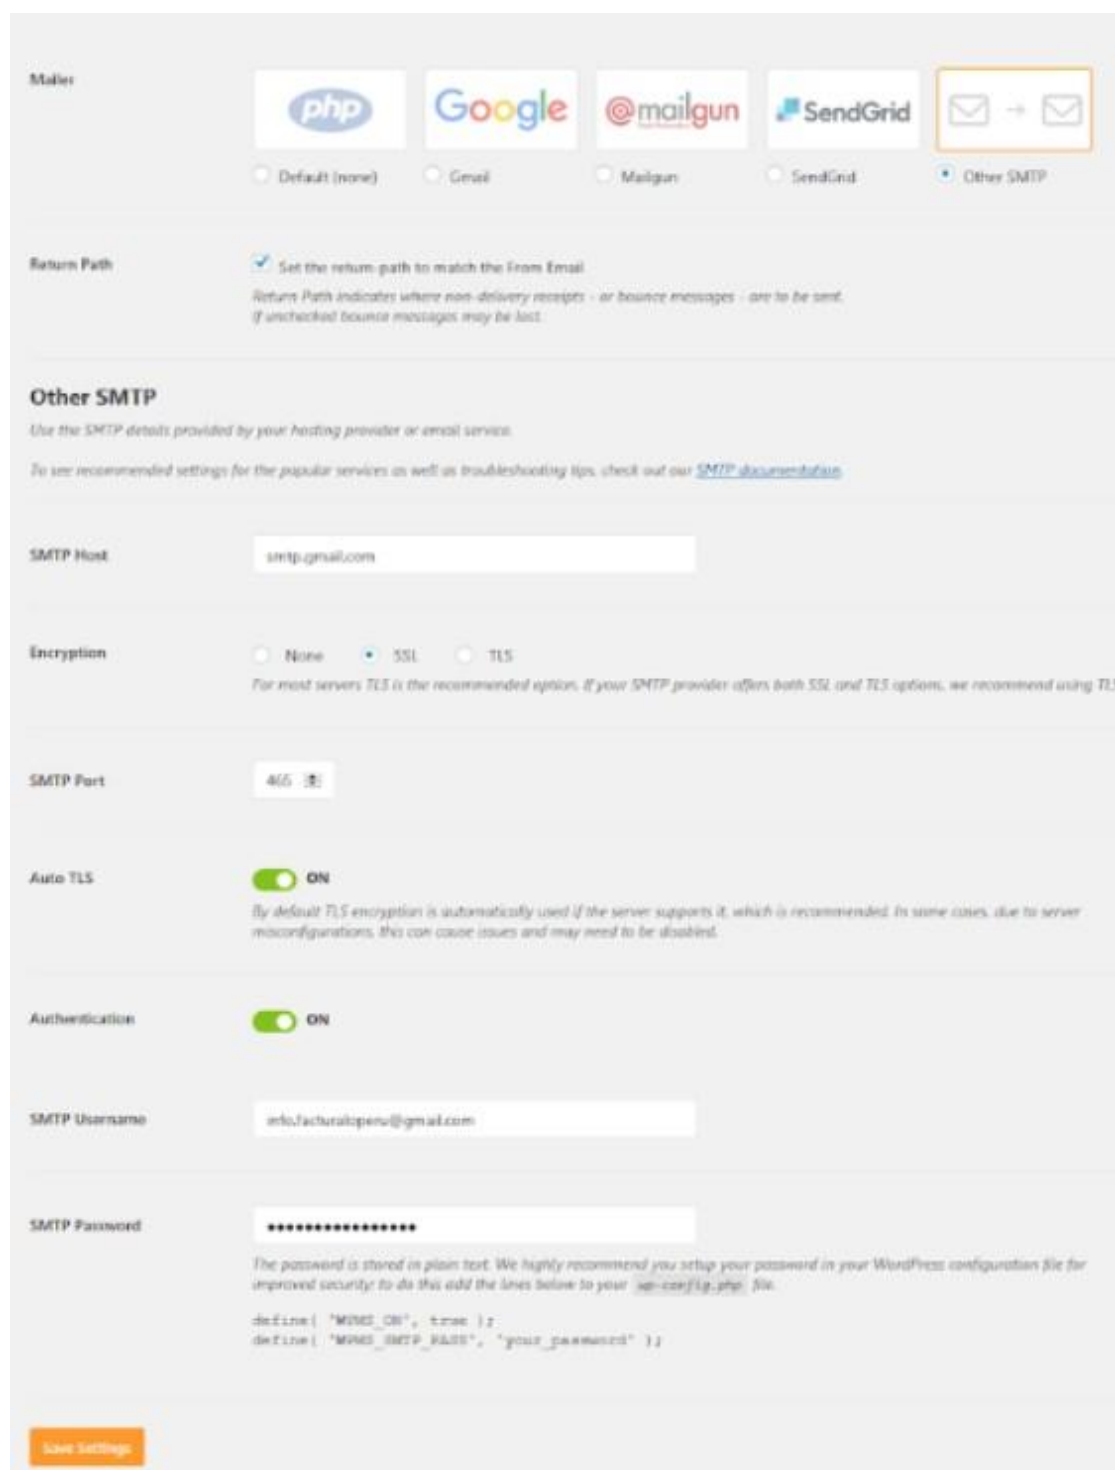 Mailer
php
Google
@mailgun
SendGrid
Default (none)
Gmail
Mailgun
SendGrid
Other SMTP
Return Path
Set the return-path to match the From Email
Return Path indicates where non-delivery receipts - or bounce messages - are to be sent.
If unchecked bounce messages may be lost.
Other SMTP
Use the SMTP details provided by your hosting provider or email service.
To see recommended settings for the popular services as well as troubleshooting tips, check out our SMTP documentation.
SMTP Host
smtp.gmail.com
Encryption
None
SSL
TLS
For most servers TLS is the recommended option. If your SMTP provider offers both SSL and TLS options, we recommend using TLS
SMTP Port
465
Auto TLS
ON
By default TLS encryption is automatically used if the server supports it, which is recommended. In some cases, due to server
misconfigurations, this can cause issues and may need to be disabled.
Authentication
ON
SMTP Username
info.facturaloperu@gmail.com
SMTP Password
••••••••••••••••
The password is stored in plain text. We highly recommend you setup your password in your WordPress configuration file for
improved security; to do this add the lines below to your wp-config.php file.
define( 'WPMS_ON', true );
define( 'WPMS_SMTP_PASS', 'your_password' );
Save Settings